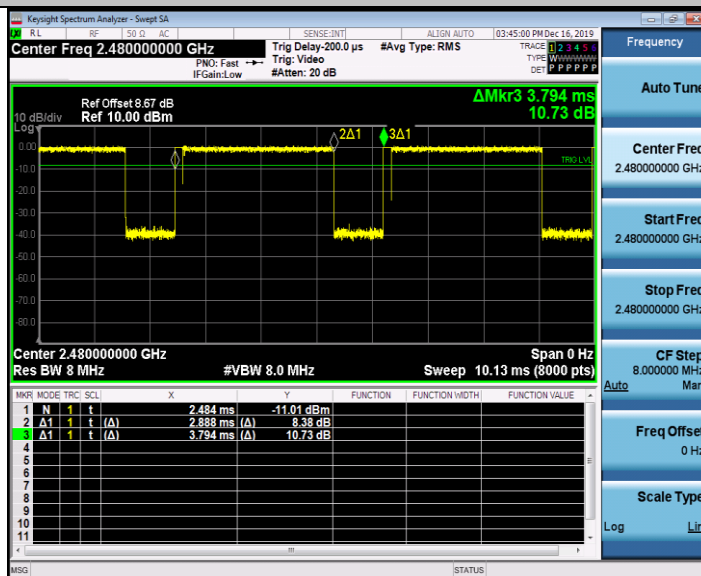 Keysight Spectrum Analyzer - Swept SA
RL RF 50 Ω AC SENSE:INT ALIGN AUTO 03:45:00 PM Dec 16, 2019
Center Freq 2.480000000 GHz Trig Delay-200.0 µs #Avg Type: RMS TRACE 1 2 3 4 5 6
PNO: Fast Trig: Video TYPE WWWWWW
IFGain:Low #Atten: 20 dB DET P P P P P P
Ref Offset 8.67 dB ΔMkr3 3.794 ms
10 dB/div Ref 10.00 dBm 10.73 dB
Log
2Δ1 3Δ1
0.00
TRIG LVL
-10.0
-20.0
-30.0
-40.0
-50.0
-60.0
-70.0
-80.0
Center 2.480000000 GHz Span 0 Hz
Res BW 8 MHz #VBW 8.0 MHz Sweep 10.13 ms (8000 pts)
MKR MODE TRC SCL X Y FUNCTION FUNCTION WIDTH FUNCTION VALUE
1 N 1 t 2.484 ms -11.01 dBm
2 Δ1 1 t (Δ) 2.888 ms (Δ) 8.38 dB
3 Δ1 1 t (Δ) 3.794 ms (Δ) 10.73 dB
4
5
6
7
8
9
10
11
MSG STATUS
Frequency
Auto Tune
Center Freq
2.480000000 GHz
Start Freq
2.480000000 GHz
Stop Freq
2.480000000 GHz
CF Step
8.000000 MHz
Auto Man
Freq Offset
0 Hz
Scale Type
Log Lin